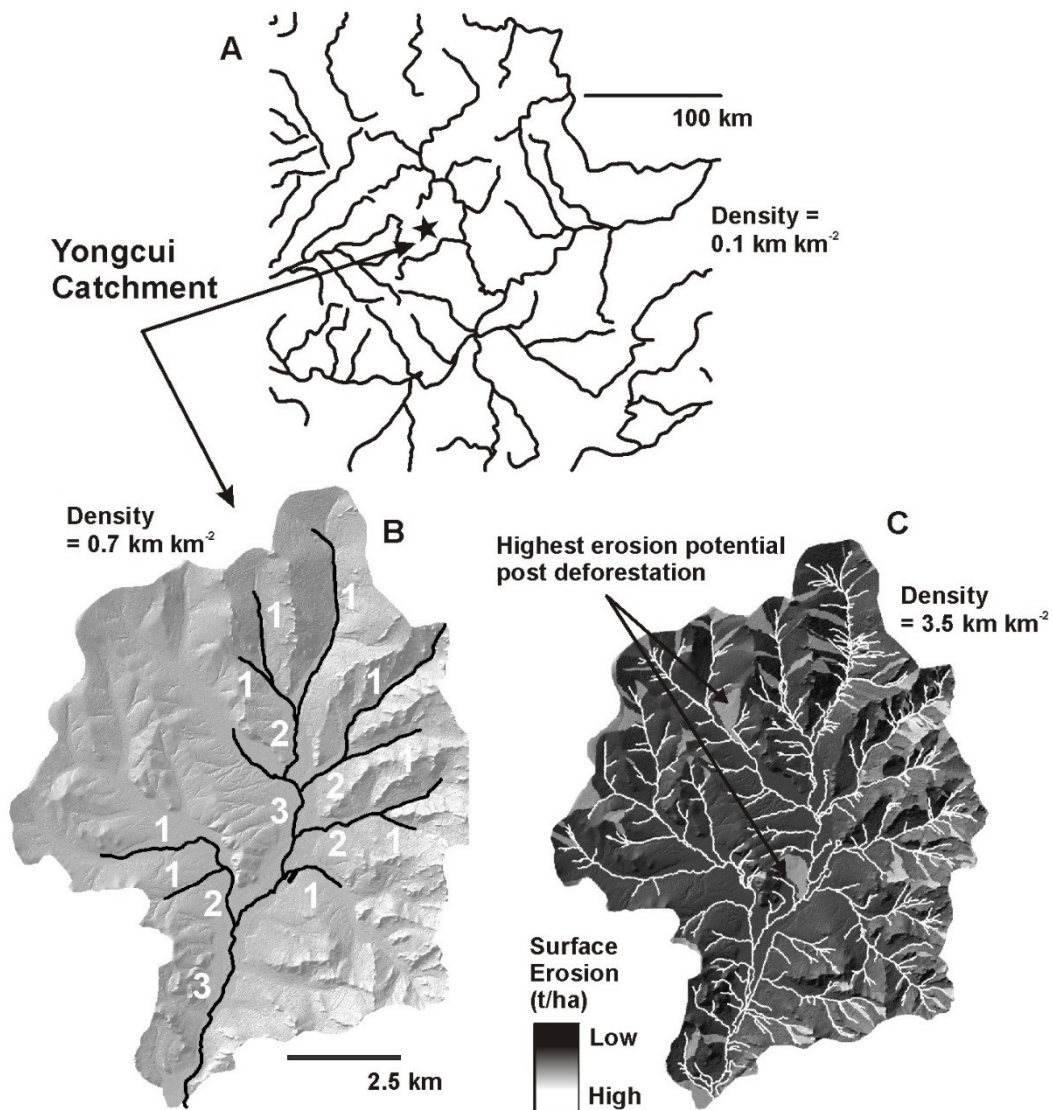 A
100 km
Density =
0.1 km km⁻²
Yongcui
Catchment
Density
= 0.7 km km⁻²
B
1
1
1
1
2
2
3
2
1
1
1
2
1
3
2.5 km
C
Highest erosion potential
post deforestation
Density
= 3.5 km km⁻²
Surface
Erosion
(t/ha)
Low
High